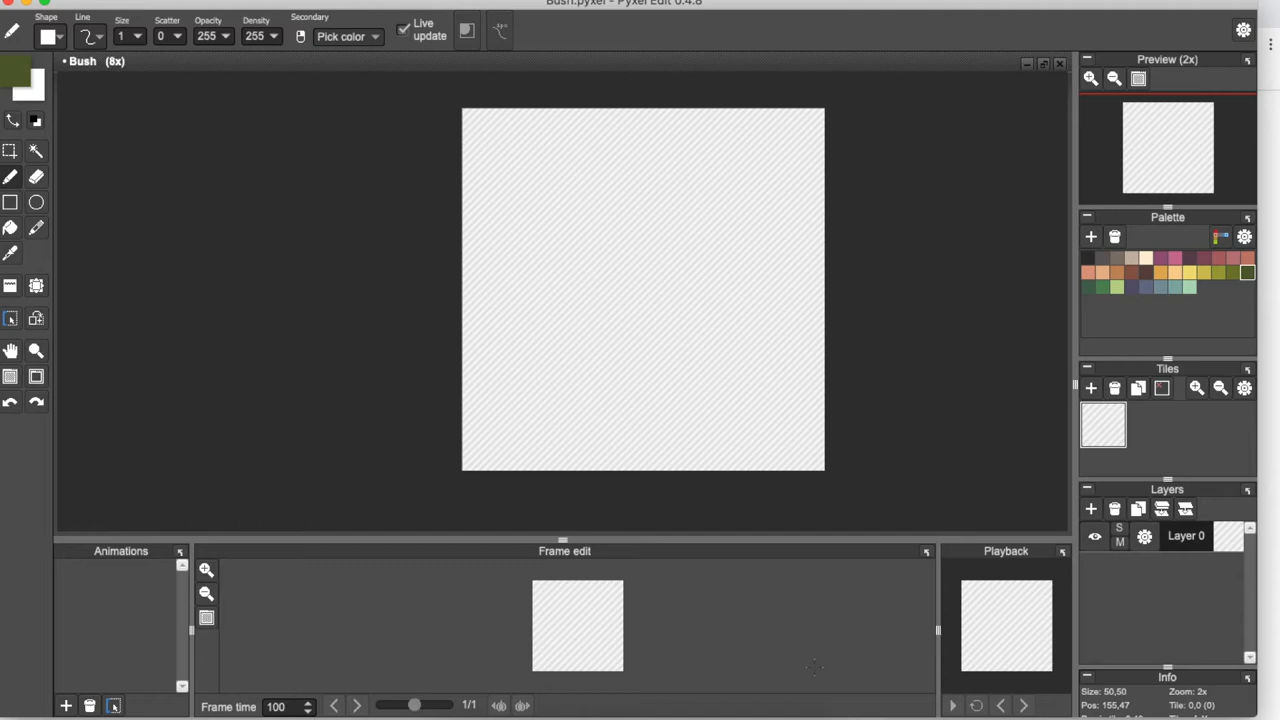 Bush.pyxel - Pyxel Edit 0.4.8
Shape Line Size Scatter Opacity Density Secondary
1 0 255 255 Pick color Live update
• Bush (8x)
Preview (2x)
Palette
Tiles
Layers
S
M
Layer 0
Animations
Frame edit
Playback
Frame time 100
1/1
Info
Size: 50,50 Zoom: 2x
Pos: 155,47 Tile: 0,0 (0)